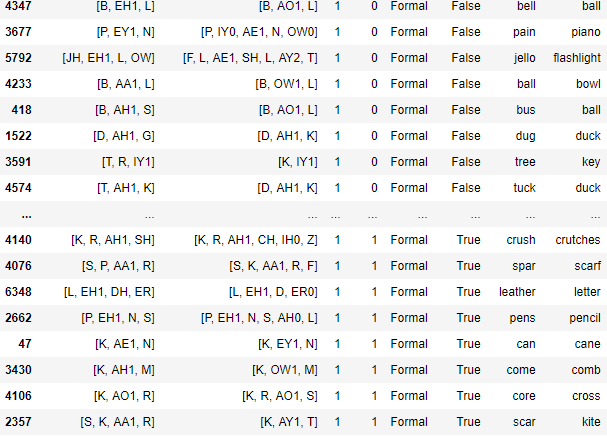 4347 [B, EH1, L] [B, AO1, L] 1 0 Formal False bell ball
3677 [P, EY1, N] [P, IY0, AE1, N, OW0] 1 0 Formal False pain piano
5792 [JH, EH1, L, OW] [F, L, AE1, SH, L, AY2, T] 1 0 Formal False jello flashlight
4233 [B, AA1, L] [B, OW1, L] 1 0 Formal False ball bowl
418 [B, AH1, S] [B, AO1, L] 1 0 Formal False bus ball
1522 [D, AH1, G] [D, AH1, K] 1 0 Formal False dug duck
3591 [T, R, IY1] [K, IY1] 1 0 Formal False tree key
4574 [T, AH1, K] [D, AH1, K] 1 0 Formal False tuck duck
... ... ... ... ... ... ... ... ...
4140 [K, R, AH1, SH] [K, R, AH1, CH, IH0, Z] 1 1 Formal True crush crutches
4076 [S, P, AA1, R] [S, K, AA1, R, F] 1 1 Formal True spar scarf
6348 [L, EH1, DH, ER] [L, EH1, D, ER0] 1 1 Formal True leather letter
2662 [P, EH1, N, S] [P, EH1, N, S, AH0, L] 1 1 Formal True pens pencil
47 [K, AE1, N] [K, EY1, N] 1 1 Formal True can cane
3430 [K, AH1, M] [K, OW1, M] 1 1 Formal True come comb
4106 [K, AO1, R] [K, R, AO1, S] 1 1 Formal True core cross
2357 [S, K, AA1, R] [K, AY1, T] 1 1 Formal True scar kite